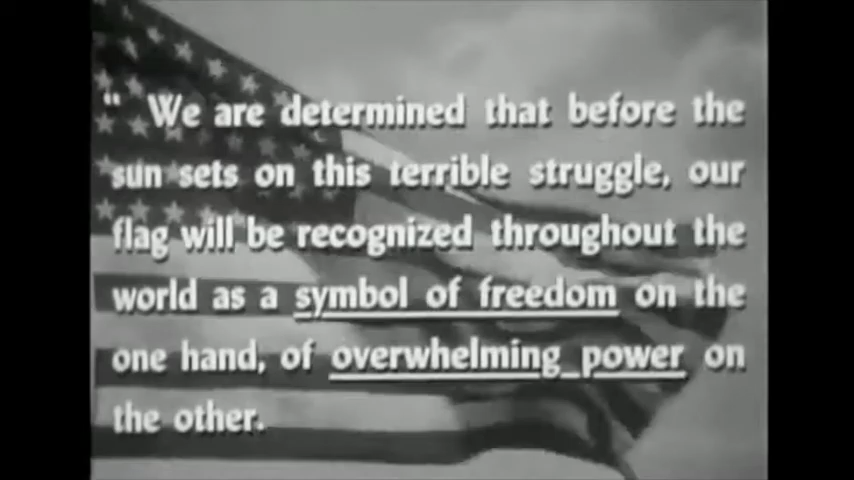 " We are determined that before the
sun sets on this terrible struggle, our
flag will be recognized throughout the
world as a symbol of freedom on the
one hand, of overwhelming power on
the other.